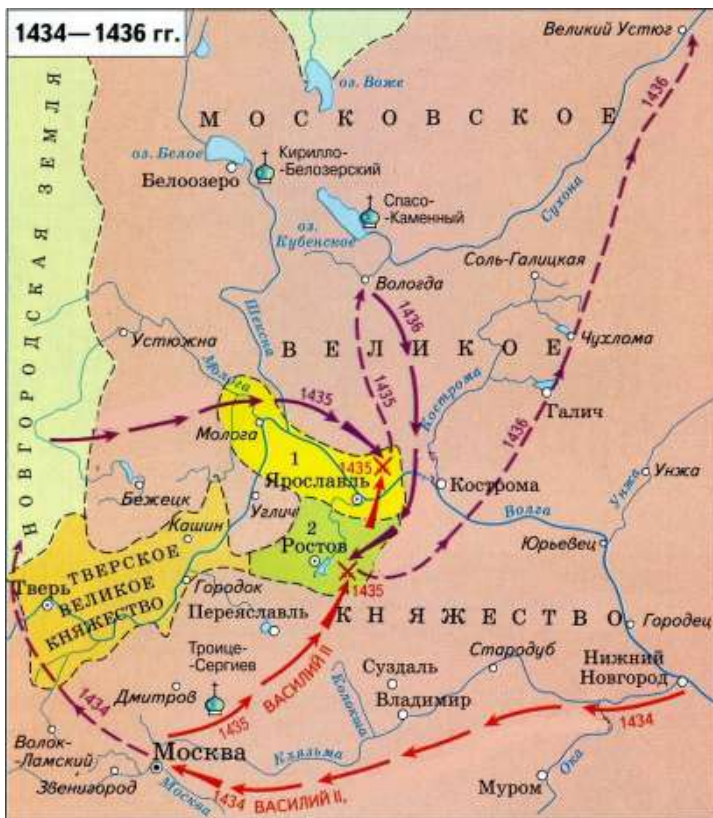 1434—1436 гг.
Великий Устюг
1436
оз. Воже
МОСКОВСКОЕ
НОВГОРОДСКАЯ ЗЕМЛЯ
оз. Белое
Кирилло-
Белозерский
Белоозеро
Спасо-
Каменный
Сухона
оз.
Кубенское
Соль-Галицкая
Вологда
Шексна
1436
Устюжна
ВЕЛИКОЕ
Чухлома
Молога
1435
Кострома
1435
Галич
Молога
1436
1
1435
Ярославль
Унжа
Бежецк
Кострома
Унжа
Углич
Волга
Кашин
2
Ростов
Юрьевец
ТВЕРСКОЕ
ВЕЛИКОЕ
КНЯЖЕСТВО
Тверь
Городок
1435
Переяславль
КНЯЖЕСТВО
Городец
Троице-
Сергиев
ВАСИЛИЙ II
Стародуб
Нижний
Новгород
1434
Дмитров
1435
Колокша
Суздаль
Владимир
1434
Волок-
Ламский
Москва
Клязьма
Ока
Звенигород
Москва
1434
ВАСИЛИЙ II,
Муром